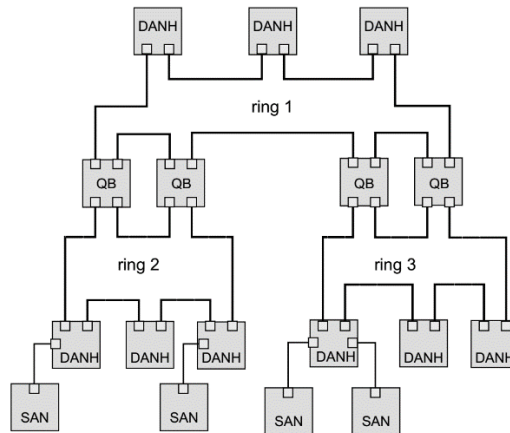 DANH DANH DANH
ring 1
QB QB QB QB
ring 2 ring 3
DANH DANH DANH DANH DANH DANH
SAN SAN SAN SAN